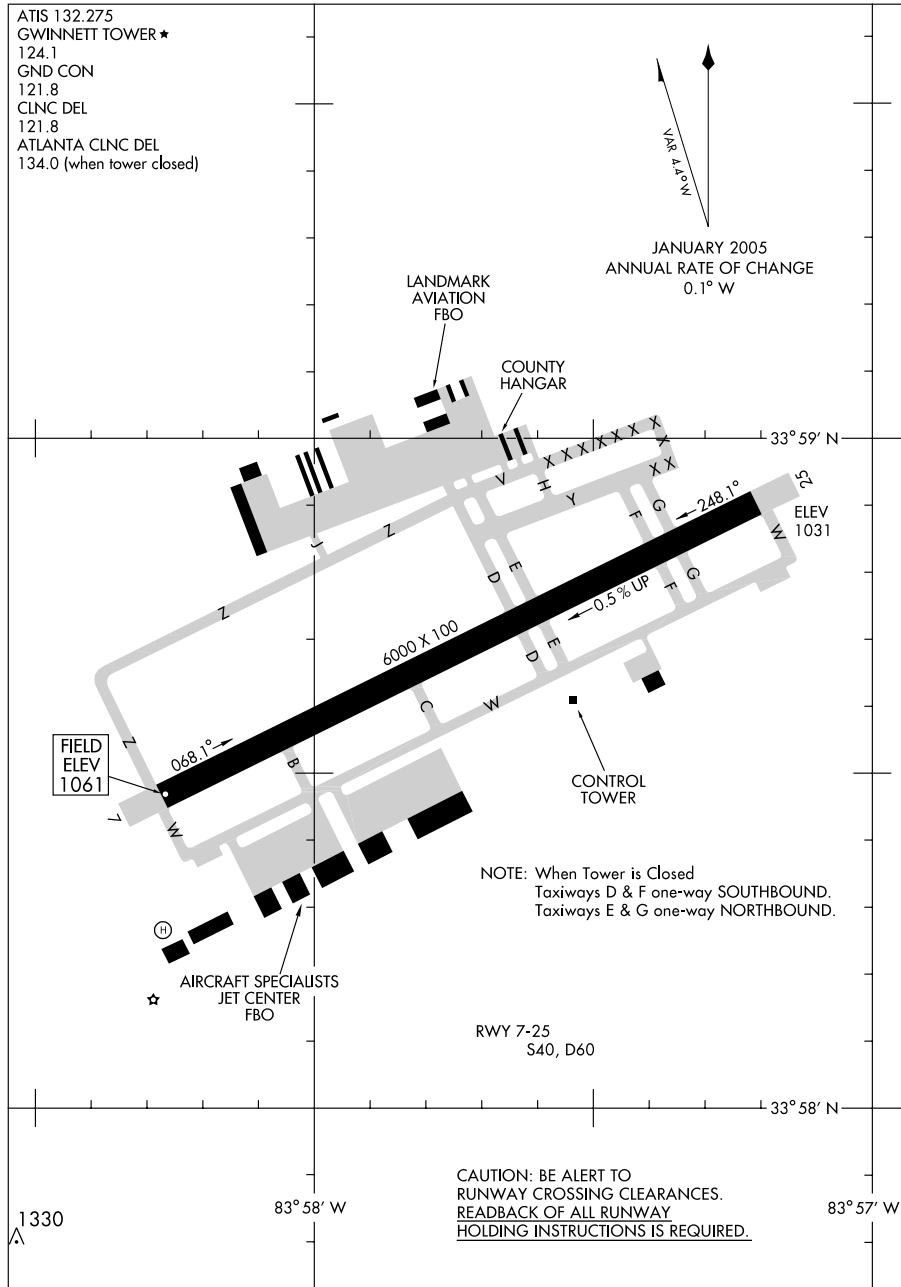 ATIS 132.275
GWINNETT TOWER ★
124.1
GND CON
121.8
CLNC DEL
121.8
ATLANTA CLNC DEL
134.0 (when tower closed)
VAR 4.4° W
JANUARY 2005
ANNUAL RATE OF CHANGE
0.1° W
LANDMARK
AVIATION
FBO
COUNTY
HANGAR
33° 59' N
X X X X X X X
X
X X
V
H
Y
Z
J
Z
Z
25
ELEV
1031
248.1°
G
F
W
G
F
0.5% UP
E
D
E
D
6000 X 100
W
C
B
068.1°
FIELD
ELEV
1061
7
W
CONTROL
TOWER
NOTE: When Tower is Closed
Taxiways D & F one-way SOUTHBOUND.
Taxiways E & G one-way NORTHBOUND.
H
AIRCRAFT SPECIALISTS
JET CENTER
FBO
RWY 7-25
S40, D60
33° 58' N
CAUTION: BE ALERT TO
RUNWAY CROSSING CLEARANCES.
READBACK OF ALL RUNWAY
HOLDING INSTRUCTIONS IS REQUIRED.
1330
83° 58' W
83° 57' W